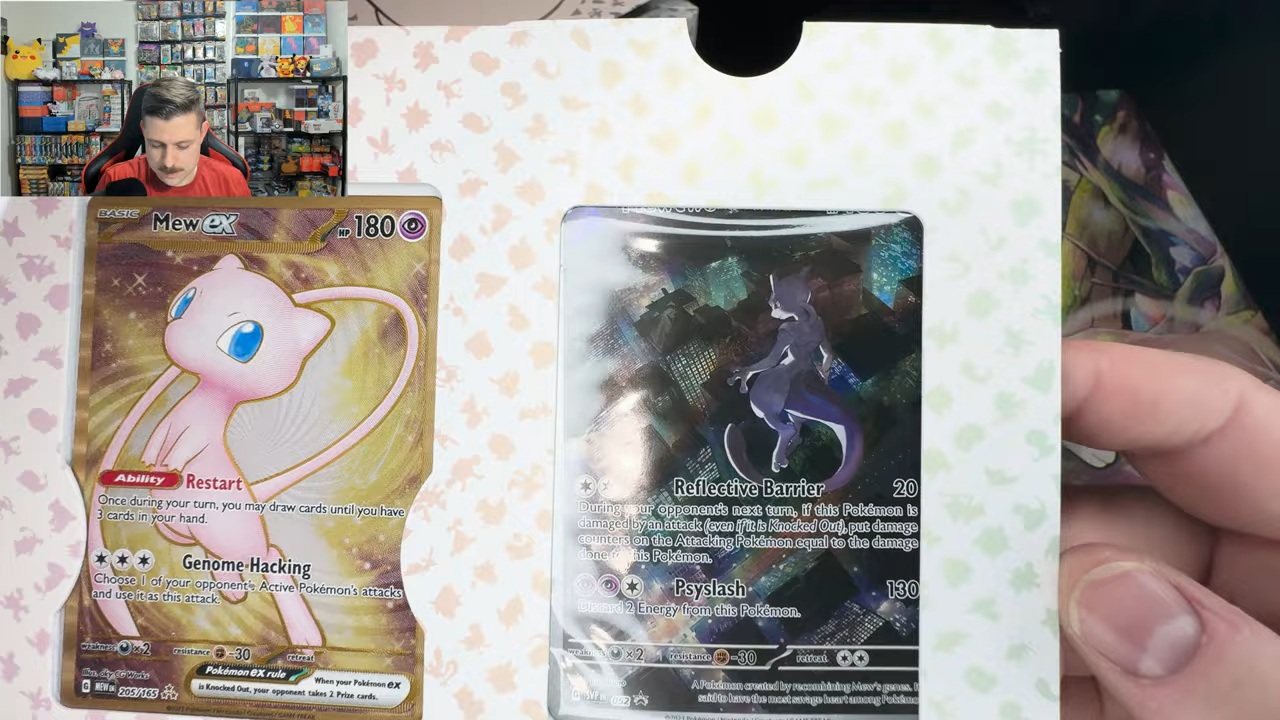 BASIC Mew ex HP 180
Ability Restart
Once during your turn, you may draw cards until you have
3 cards in your hand.
Genome Hacking
Choose 1 of your opponent's Active Pokémon's attacks
and use it as this attack.
weakness ×2 resistance -30 retreat
Pokémon ex rule When your Pokémon ex
is Knocked Out, your opponent takes 2 Prize cards.
G MEW EN 205/165
Reflective Barrier 20
During your opponent's next turn, if this Pokémon is
damaged by an attack (even if it is Knocked Out), put damage
counters on the Attacking Pokémon equal to the damage
done to this Pokémon.
Psyslash 130
Discard 2 Energy from this Pokémon.
weakness ×2 resistance -30 retreat
A Pokémon created by recombining Mew's genes. I
said to have the most savage heart among Pokémon
G SVP EN 052